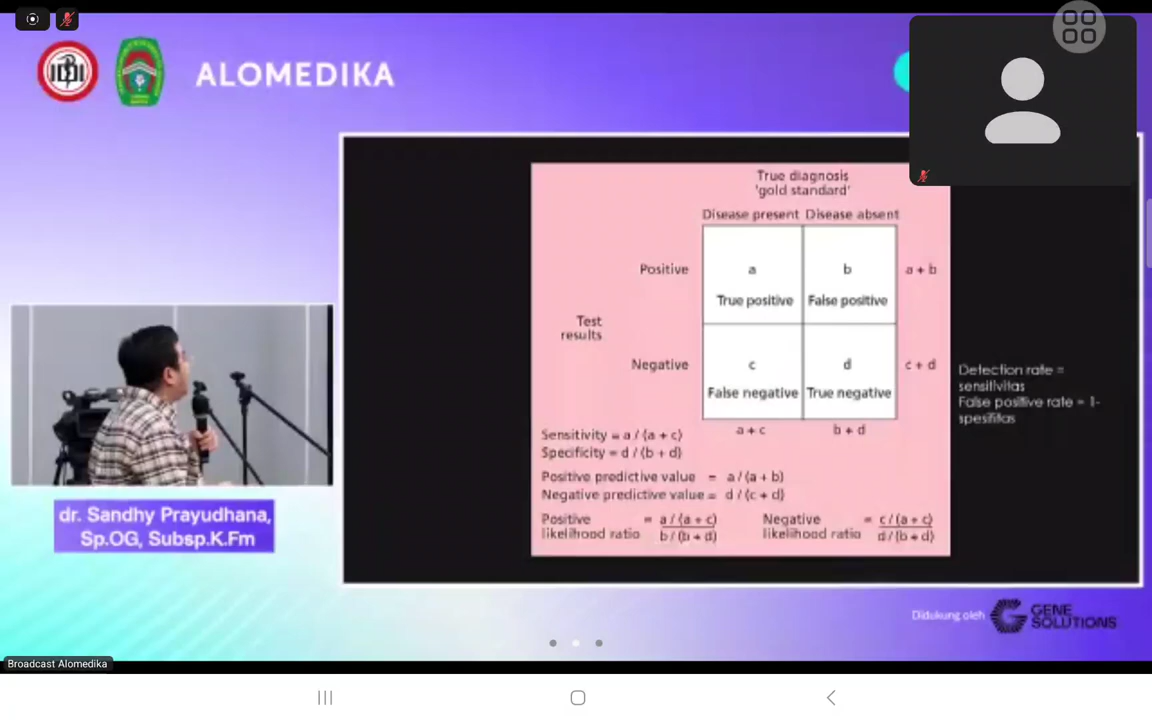 ALOMEDIKA
True diagnosis
'gold standard'
Disease present Disease absent
Positive
a
b
a + b
True positive
False positive
Test
results
Negative
c
d
c + d
False negative
True negative
a + c
b + d
Sensitivity = a / (a + c)
Specificity = d / (b + d)
Positive predictive value = a / (a + b)
Negative predictive value = d / (c + d)
Positive
likelihood ratio
= a / (a + c)
b / (b + d)
Negative
likelihood ratio
= c / (a + c)
d / (b + d)
Detection rate =
sensitivitas
False positive rate = 1-
spesifitas
dr. Sandhy Prayudhana,
Sp.OG, Subsp.K.Fm
Didukung oleh
GENE
SOLUTIONS
Broadcast Alomedika